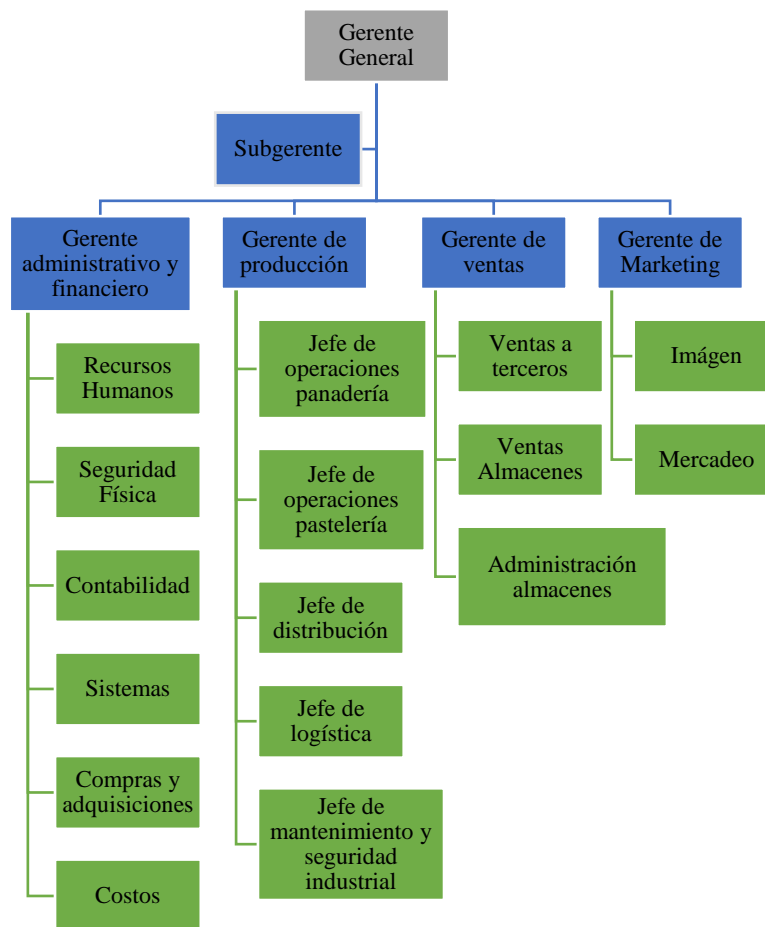 Gerente
General
Subgerente
Gerente
administrativo y
financiero
Gerente de
producción
Gerente de
ventas
Gerente de
Marketing
Recursos
Humanos
Seguridad
Física
Contabilidad
Sistemas
Compras y
adquisiciones
Costos
Jefe de
operaciones
panadería
Jefe de
operaciones
pastelería
Jefe de
distribución
Jefe de
logística
Jefe de
mantenimiento y
seguridad
industrial
Ventas a
terceros
Ventas
Almacenes
Administración
almacenes
Imágen
Mercadeo